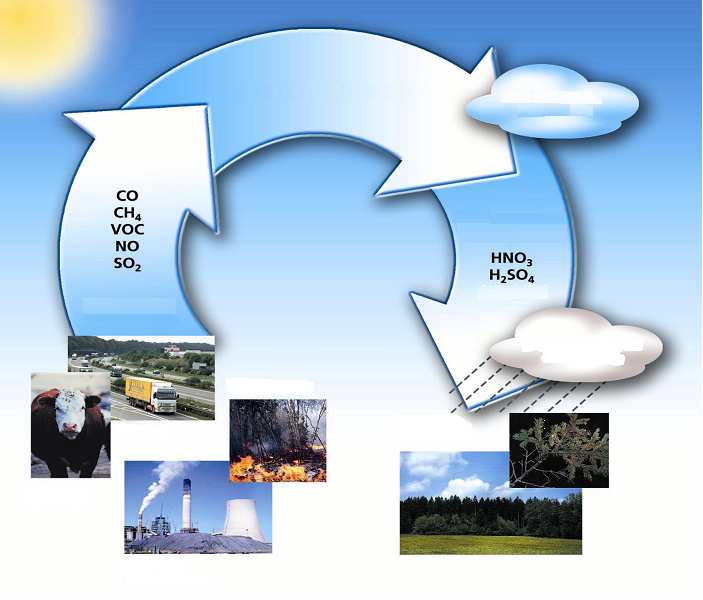 CO
CH₄
VOC
NO
SO₂
HNO₃
H₂SO₄